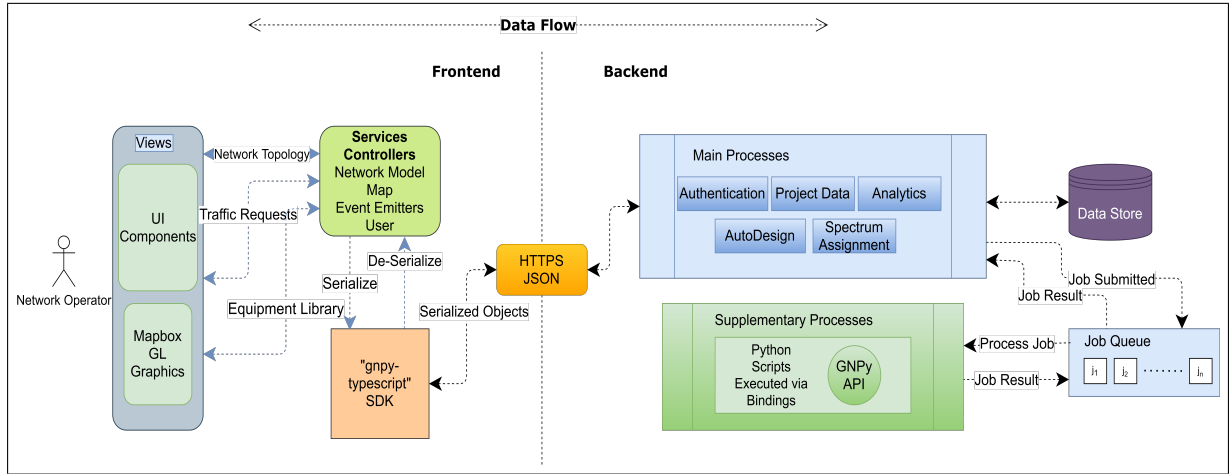 Data Flow
Frontend
Backend
Views
UI
Components
Mapbox
GL
Graphics
Network Operator
Network Topology
Traffic Requests
Equipment Library
Services
Controllers
Network Model
Map
Event Emitters
User
Serialize
De-Serialize
"gnpy-
typescript"
SDK
Serialized Objects
HTTPS
JSON
Main Processes
Authentication
Project Data
Analytics
AutoDesign
Spectrum
Assignment
Data Store
Job Submitted
Job Result
Supplementary Processes
Python
Scripts
Executed via
Bindings
GNPy
API
Process Job
Job Result
Job Queue
j1
j2
.......
jn